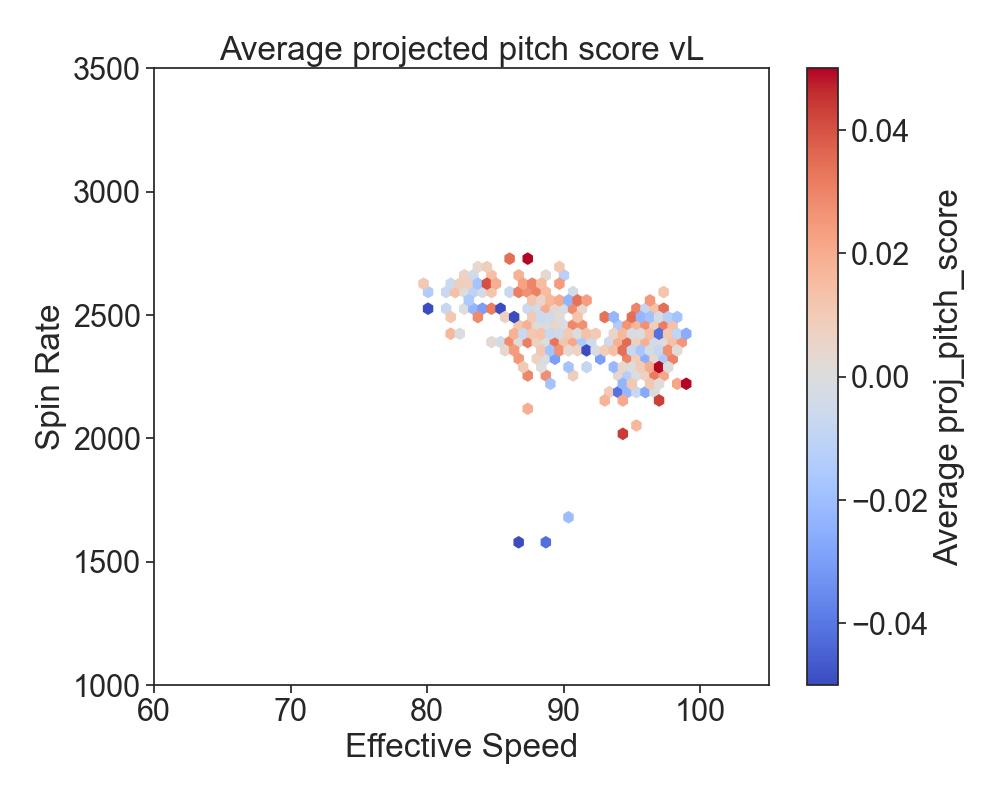 Average projected pitch score vL
3500
3000
2500
2000
1500
1000
Spin Rate
60 70 80 90 100
Effective Speed
0.04
0.02
0.00
−0.02
−0.04
Average proj_pitch_score